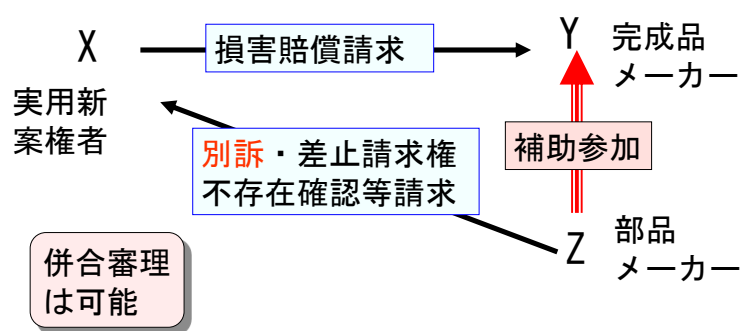 X
損害賠償請求
Y
完成品
メーカー
実用新
案権者
別訴・差止請求権
不存在確認等請求
補助参加
Z
部品
メーカー
併合審理
は可能